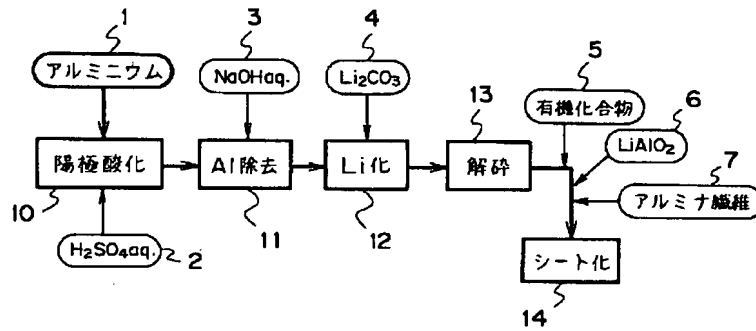 1
アルミニウム
3
NaOHaq.
4
Li₂CO₃
5
有機化合物
6
LiAlO₂
7
アルミナ繊維
陽極酸化
10
Al除去
11
Li化
12
13
解砕
H₂SO₄aq.
2
シート化
14